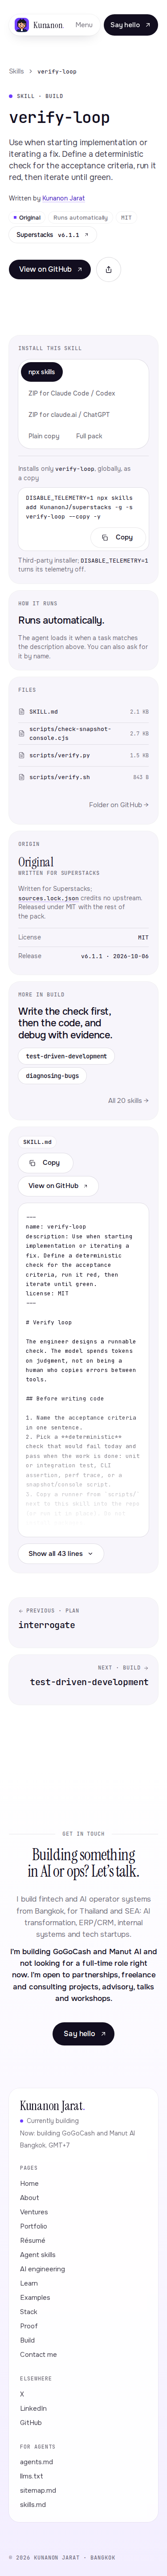 Kunanon.
Menu
Say hello ↗
Skills › verify-loop
SKILL · BUILD
verify-loop
Use when starting implementation or
iterating a fix. Define a deterministic
check for the acceptance criteria, run it
red, then iterate until green.
Written by Kunanon Jarat
Original
Runs automatically
MIT
Superstacks v6.1.1 ↗
View on GitHub ↗
INSTALL THIS SKILL
npx skills
ZIP for Claude Code / Codex
ZIP for claude.ai / ChatGPT
Plain copy
Full pack
Installs only verify-loop, globally, as
a copy
DISABLE_TELEMETRY=1 npx skills
add KunanonJ/superstacks -g -s
verify-loop --copy -y
Copy
Third-party installer; DISABLE_TELEMETRY=1
turns its telemetry off.
HOW IT RUNS
Runs automatically.
The agent loads it when a task matches
the description above. You can also ask for
it by name.
FILES
SKILL.md 2.1 KB
scripts/check-snapshot-
console.cjs 2.7 KB
scripts/verify.py 1.5 KB
scripts/verify.sh 843 B
Folder on GitHub →
ORIGIN
Original
WRITTEN FOR SUPERSTACKS
Written for Superstacks;
sources.lock.json credits no upstream.
Released under MIT with the rest of
the pack.
License MIT
Release v6.1.1 · 2026-10-06
MORE IN BUILD
Write the check first,
then the code, and
debug with evidence.
test-driven-development
diagnosing-bugs
All 20 skills →
SKILL.md
Copy
View on GitHub ↗
---
name: verify-loop
description: Use when starting
implementation or iterating a
fix. Define a deterministic
check for the acceptance
criteria, run it red, then
iterate until green.
license: MIT
---
# Verify loop
The engineer designs a runnable
check. The model spends tokens
on judgment, not on being a
human who copies errors between
tools.
## Before writing code
1. Name the acceptance criteria
in one sentence.
2. Pick a **deterministic**
check that would fail today and
pass when the work is done: unit
or integration test, CLI
assertion, perf trace, or a
snapshot/console script.
3. Copy a runner from `scripts/`
next to this skill into the repo
Show all 43 lines
← PREVIOUS · PLAN
interrogate
NEXT · BUILD →
test-driven-development
GET IN TOUCH
Building something
in AI or ops? Let's talk.
I build fintech and AI operator systems
from Bangkok, for Thailand and SEA: AI
transformation, ERP/CRM, internal
systems and tech startups.
I'm building GoGoCash and Manut AI and
not looking for a full-time role right
now. I'm open to partnerships, freelance
and consulting projects, advisory, talks
and workshops.
Say hello ↗
Kunanon Jarat.
Currently building
Now: building GoGoCash and Manut AI
Bangkok, GMT+7
PAGES
Home
About
Ventures
Portfolio
Résumé
Agent skills
AI engineering
Learn
Examples
Stack
Proof
Build
Contact me
ELSEWHERE
X
LinkedIn
GitHub
FOR AGENTS
agents.md
llms.txt
sitemap.md
skills.md
© 2026 KUNANON JARAT · BANGKOK